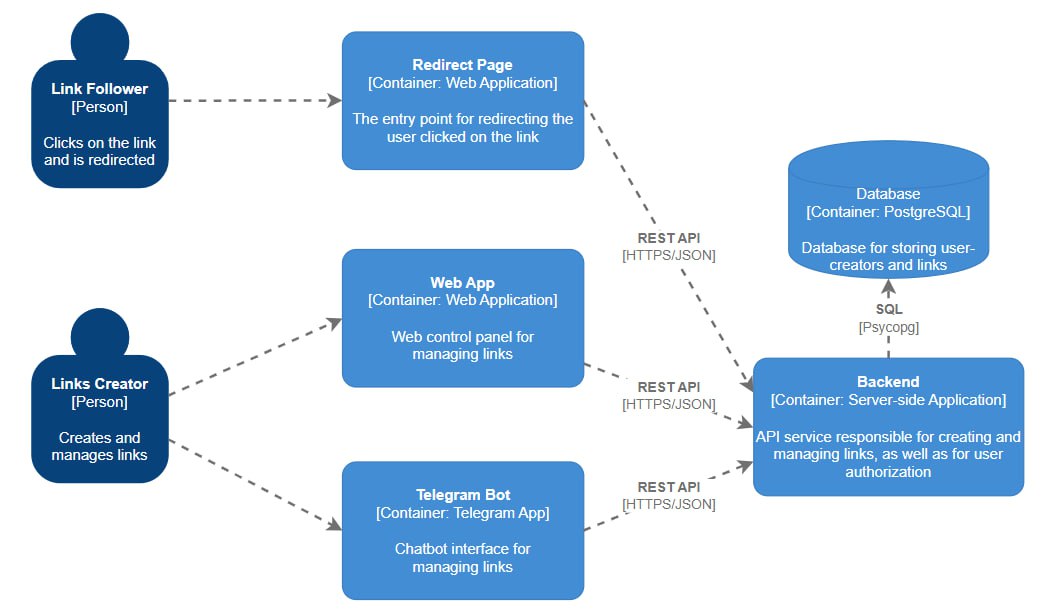 Link Follower
[Person]
Clicks on the link
and is redirected
Redirect Page
[Container: Web Application]
The entry point for redirecting the
user clicked on the link
REST API
[HTTPS/JSON]
Database
[Container: PostgreSQL]
Database for storing user-
creators and links
SQL
[Psycopg]
Links Creator
[Person]
Creates and
manages links
Web App
[Container: Web Application]
Web control panel for
managing links
REST API
[HTTPS/JSON]
Backend
[Container: Server-side Application]
API service responsible for creating and
managing links, as well as for user
authorization
Telegram Bot
[Container: Telegram App]
Chatbot interface for
managing links
REST API
[HTTPS/JSON]